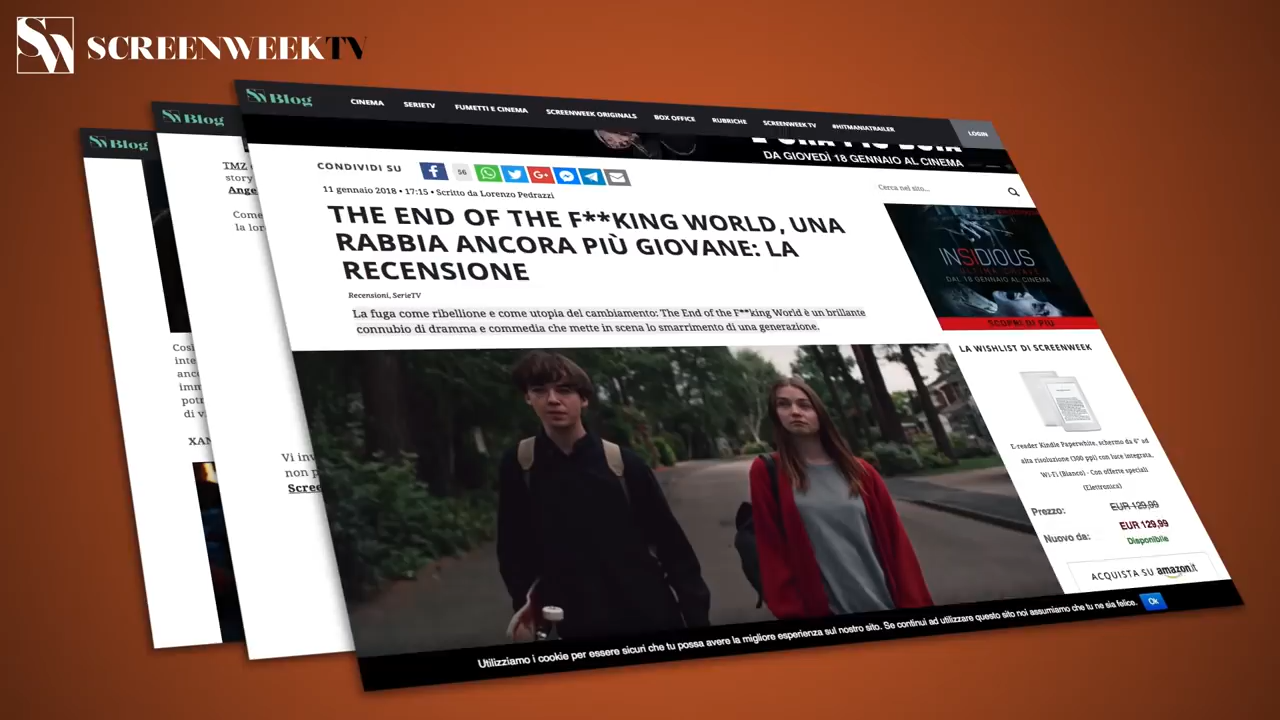 SW SCREENWEEKTV
SW Blog
SW Blog
SW Blog
CINEMA SERIETV FUMETTI E CINEMA SCREENWEEK ORIGINALS BOX OFFICE RUBRICHE SCREENWEEK TV #HITMANIATRAILER LOGIN
DA GIOVEDÌ 18 GENNAIO AL CINEMA
CONDIVIDI SU
56
11 gennaio 2018 • 17:15 • Scritto da Lorenzo Pedrazzi
Cerca nel sito...
THE END OF THE F**KING WORLD, UNA
RABBIA ANCORA PIÙ GIOVANE: LA
RECENSIONE
Recensioni, SerieTV
La fuga come ribellione e come utopia del cambiamento: The End of the F**king World è un brillante
connubio di dramma e commedia che mette in scena lo smarrimento di una generazione.
INSIDIOUS
DAL 18 GENNAIO AL CINEMA
SCOPRI DI PIÙ
LA WISHLIST DI SCREENWEEK
E-reader Kindle Paperwhite, schermo da 6" ad
alta risoluzione (300 ppi) con luce integrata,
Wi-Fi (Bianco) - Con offerte speciali
(Elettronica)
Prezzo: EUR 129,99
Nuovo da: EUR 129,99
Disponibile
ACQUISTA SU amazon.it
Utilizziamo i cookie per essere sicuri che tu possa avere la migliore esperienza sul nostro sito. Se continui ad utilizzare questo sito noi assumiamo che tu ne sia felice. Ok
TMZ
story
Ange
Come
la lor
Vi inv
non p
Scree
Così
inte
anc
imm
potr
di v
XAN